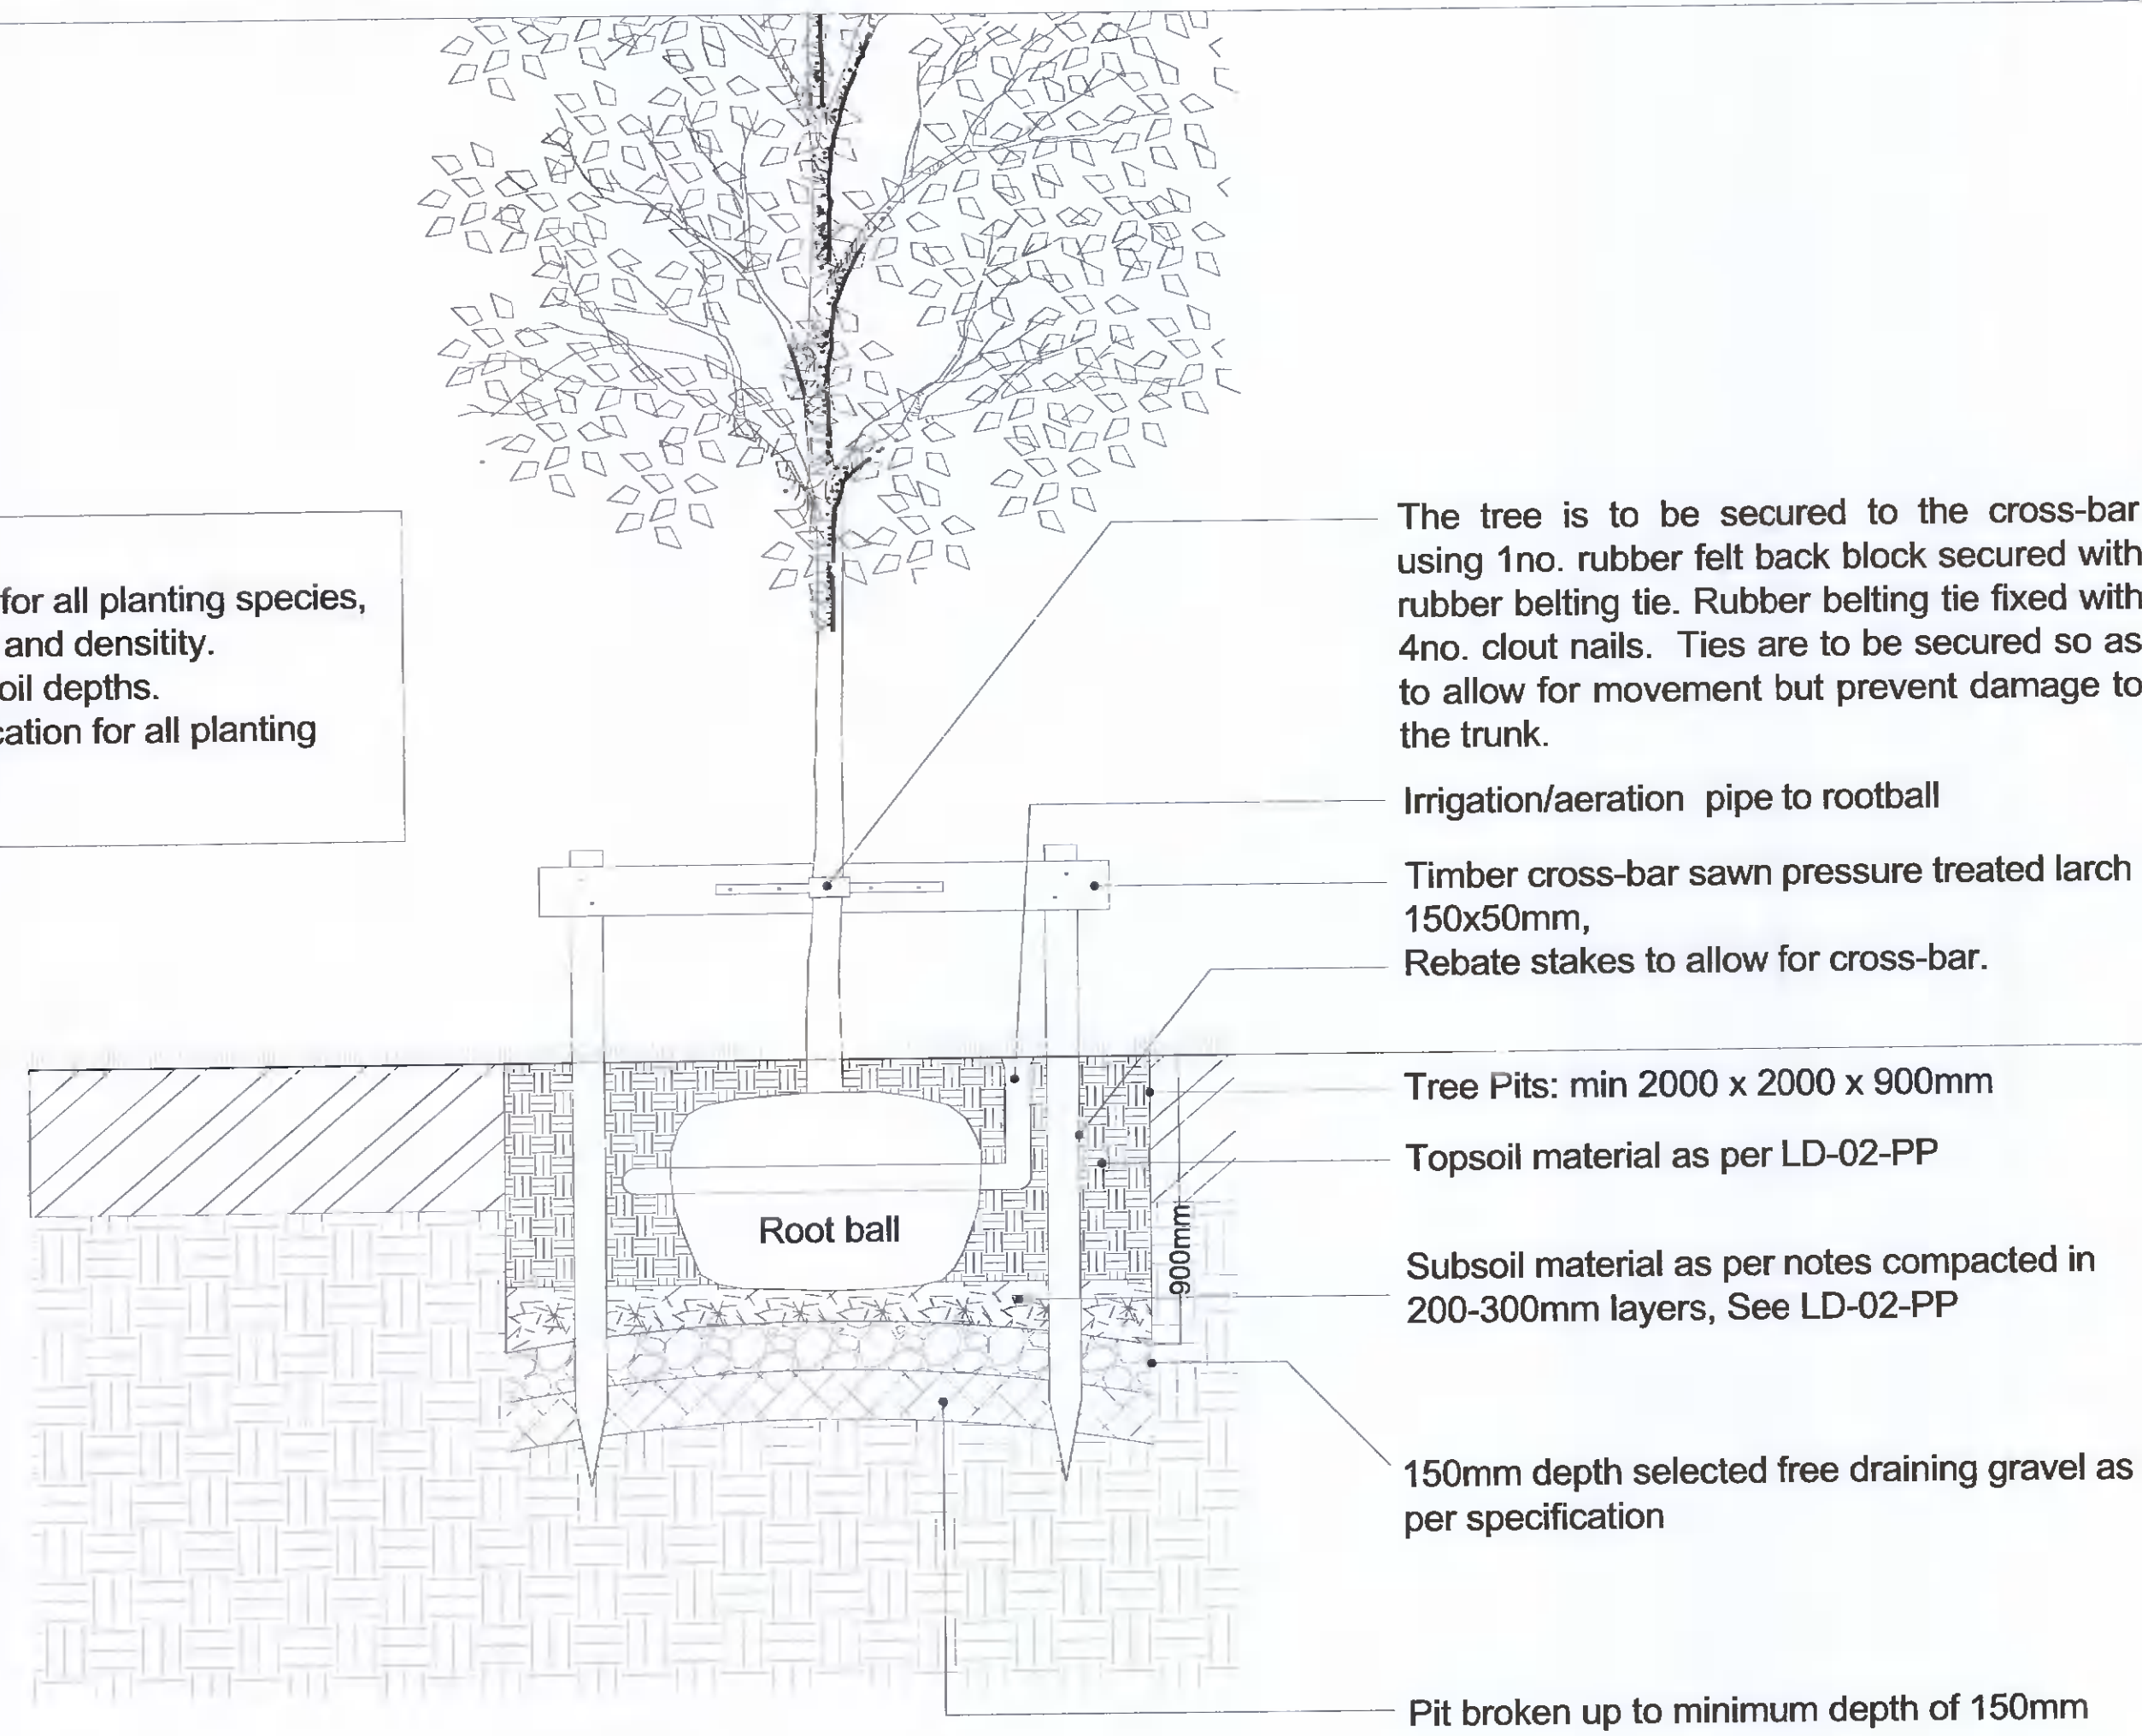 for all planting species,
and densitity.
oil depths.
cation for all planting
The tree is to be secured to the cross-bar
using 1no. rubber felt back block secured with
rubber belting tie. Rubber belting tie fixed with
4no. clout nails. Ties are to be secured so as
to allow for movement but prevent damage to
the trunk.
Irrigation/aeration pipe to rootball
Timber cross-bar sawn pressure treated larch
150x50mm,
Rebate stakes to allow for cross-bar.
Tree Pits: min 2000 x 2000 x 900mm
Topsoil material as per LD-02-PP
Root ball
900mm
Subsoil material as per notes compacted in
200-300mm layers, See LD-02-PP
150mm depth selected free draining gravel as
per specification
Pit broken up to minimum depth of 150mm